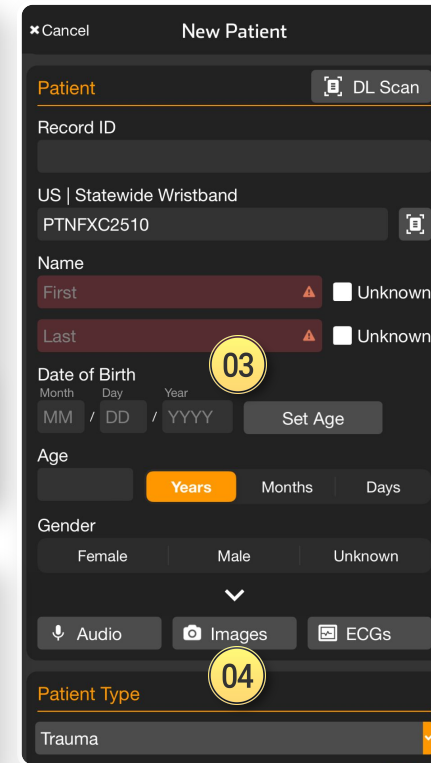 ✖Cancel New Patient
Patient DL Scan
Record ID
US | Statewide Wristband
PTNFXC2510
Name
First Unknown
Last Unknown
03
Date of Birth
Month Day Year
MM / DD / YYYY Set Age
Age
Years Months Days
Gender
Female Male Unknown
Audio Images ECGs
04
Patient Type
Trauma